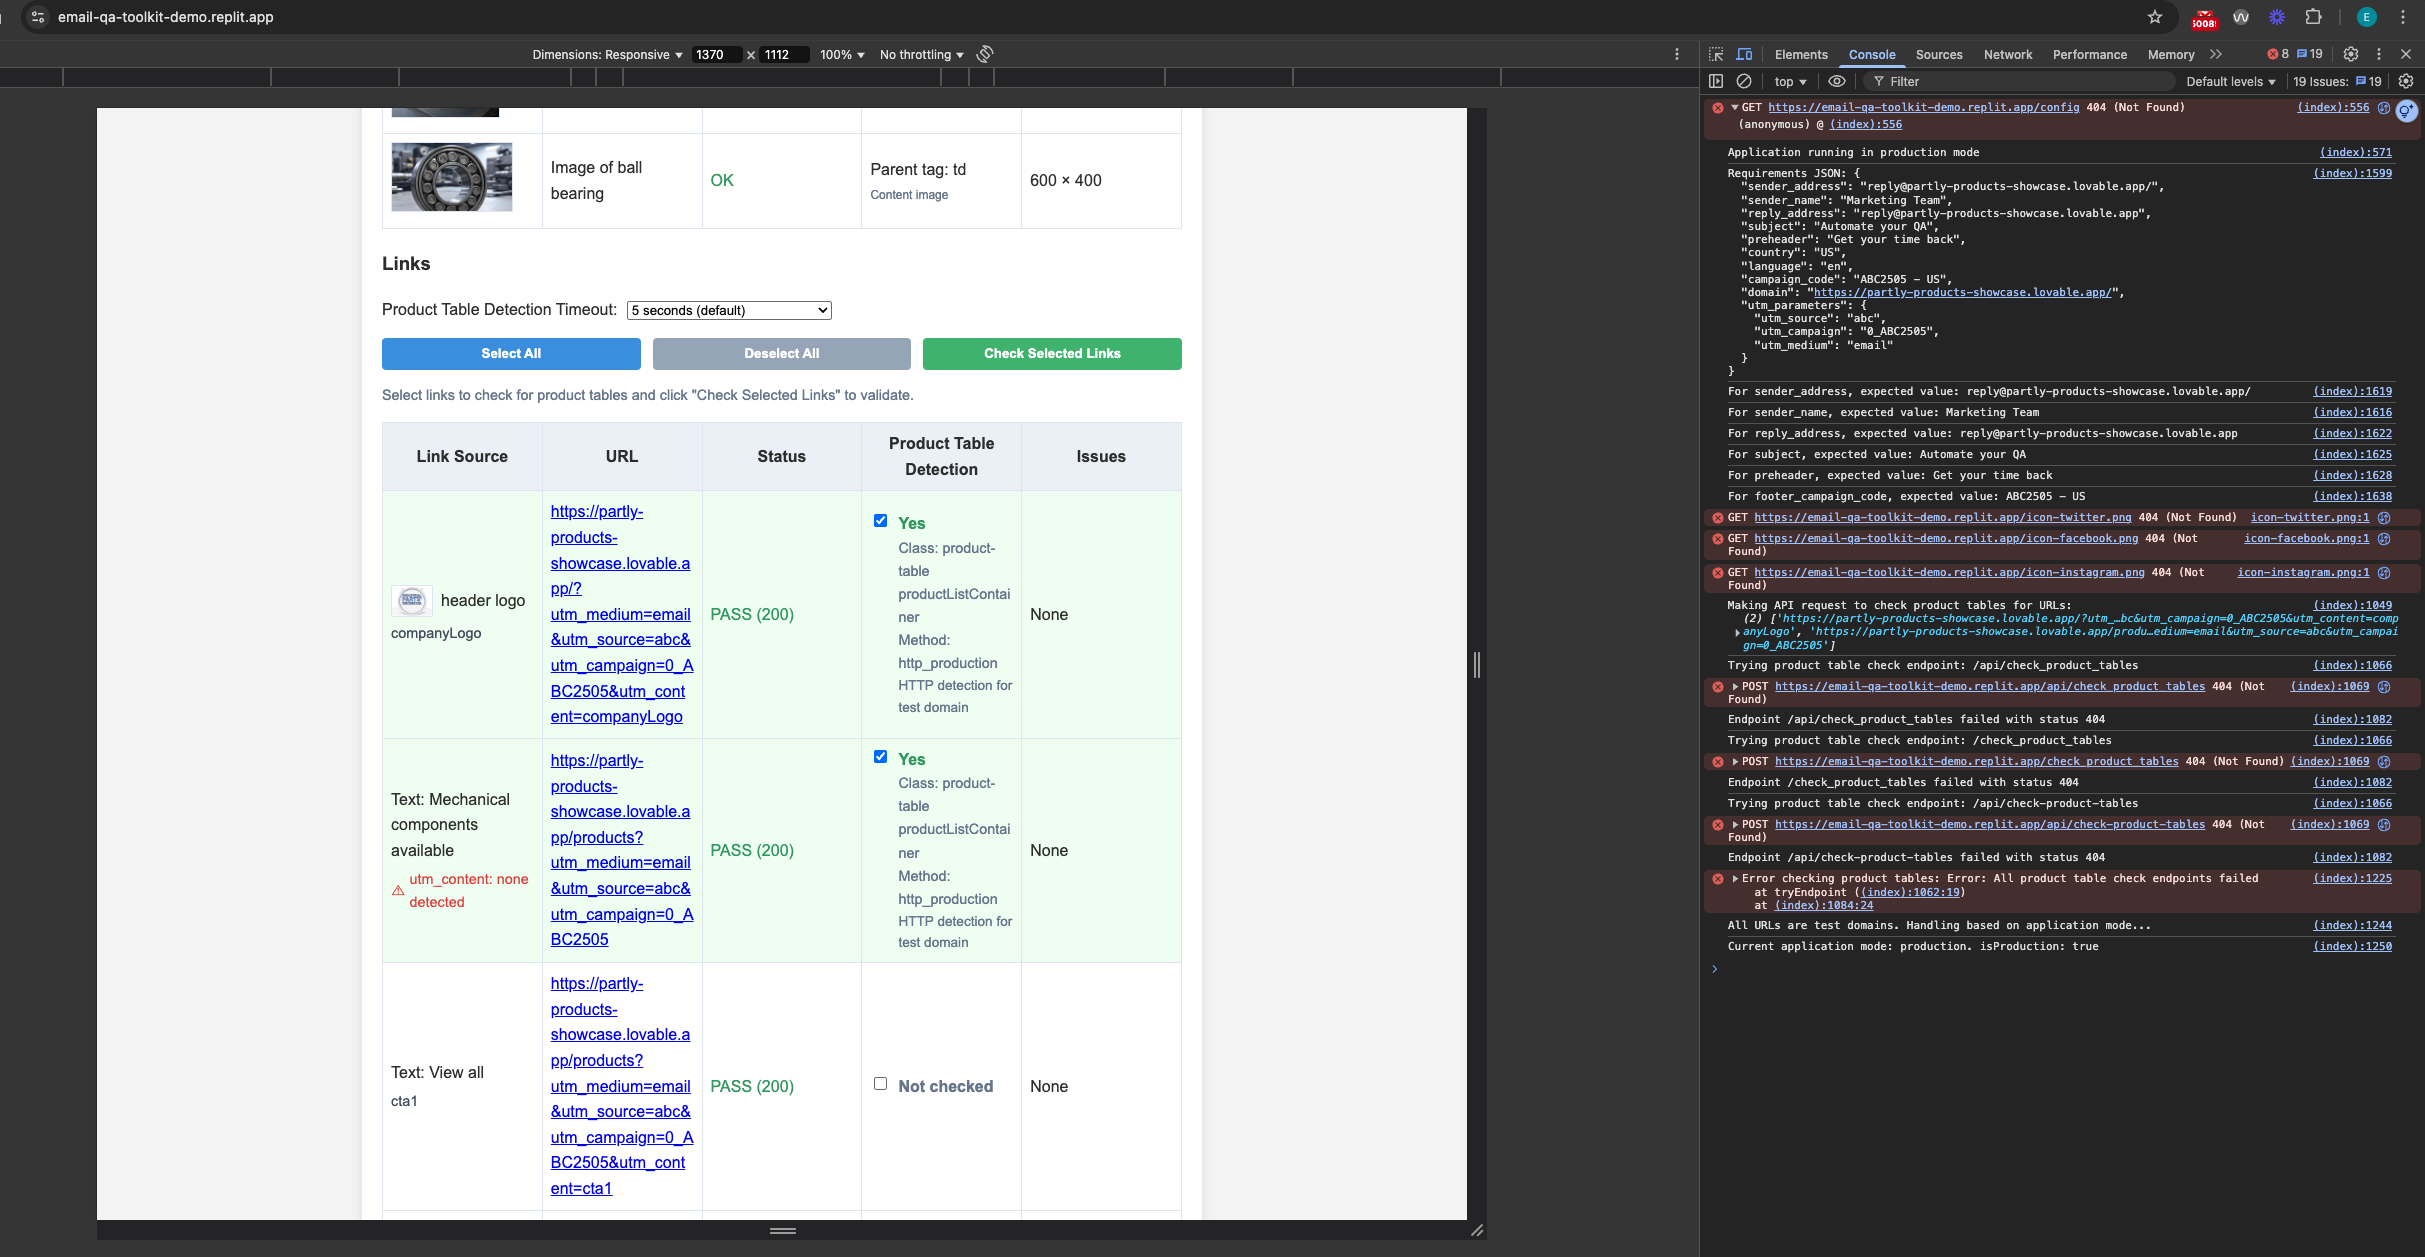 email-qa-toolkit-demo.replit.app
5008!
E
Dimensions: Responsive
1370 × 1112
100%
No throttling
Image of ball
bearing
OK
Parent tag: td
Content image
600 × 400
Links
Product Table Detection Timeout:
5 seconds (default)
Select All
Deselect All
Check Selected Links
Select links to check for product tables and click "Check Selected Links" to validate.
Link Source
URL
Status
Product Table
Detection
Issues
header logo
companyLogo
https://partly-
products-
showcase.lovable.a
pp/?
utm_medium=email
&utm_source=abc&
utm_campaign=0_A
BC2505&utm_cont
ent=companyLogo
PASS (200)
Yes
Class: product-
table
productListContai
ner
Method:
http_production
HTTP detection for
test domain
None
Text: Mechanical
components
available
utm_content: none
detected
https://partly-
products-
showcase.lovable.a
pp/products?
utm_medium=email
&utm_source=abc&
utm_campaign=0_A
BC2505
PASS (200)
Yes
Class: product-
table
productListContai
ner
Method:
http_production
HTTP detection for
test domain
None
Text: View all
cta1
https://partly-
products-
showcase.lovable.a
pp/products?
utm_medium=email
&utm_source=abc&
utm_campaign=0_A
BC2505&utm_cont
ent=cta1
PASS (200)
Not checked
None
Elements Console Sources Network Performance Memory
8 19
top
Filter
Default levels
19 Issues: 19
GET https://email-qa-toolkit-demo.replit.app/config 404 (Not Found) (index):556
(anonymous) @ (index):556
Application running in production mode (index):571
Requirements JSON: { (index):1599
"sender_address": "reply@partly-products-showcase.lovable.app/",
"sender_name": "Marketing Team",
"reply_address": "reply@partly-products-showcase.lovable.app",
"subject": "Automate your QA",
"preheader": "Get your time back",
"country": "US",
"language": "en",
"campaign_code": "ABC2505 – US",
"domain": "https://partly-products-showcase.lovable.app/",
"utm_parameters": {
"utm_source": "abc",
"utm_campaign": "0_ABC2505",
"utm_medium": "email"
}
}
For sender_address, expected value: reply@partly-products-showcase.lovable.app/ (index):1619
For sender_name, expected value: Marketing Team (index):1616
For reply_address, expected value: reply@partly-products-showcase.lovable.app (index):1622
For subject, expected value: Automate your QA (index):1625
For preheader, expected value: Get your time back (index):1628
For footer_campaign_code, expected value: ABC2505 – US (index):1638
GET https://email-qa-toolkit-demo.replit.app/icon-twitter.png 404 (Not Found) icon-twitter.png:1
GET https://email-qa-toolkit-demo.replit.app/icon-facebook.png 404 (Not icon-facebook.png:1
Found)
GET https://email-qa-toolkit-demo.replit.app/icon-instagram.png 404 (Not icon-instagram.png:1
Found)
Making API request to check product tables for URLs: (index):1049
(2) ['https://partly-products-showcase.lovable.app/?utm_…bc&utm_campaign=0_ABC2505&utm_content=comp
anyLogo', 'https://partly-products-showcase.lovable.app/produ…edium=email&utm_source=abc&utm_campai
gn=0_ABC2505']
Trying product table check endpoint: /api/check_product_tables (index):1066
POST https://email-qa-toolkit-demo.replit.app/api/check_product_tables 404 (Not (index):1069
Found)
Endpoint /api/check_product_tables failed with status 404 (index):1082
Trying product table check endpoint: /check_product_tables (index):1066
POST https://email-qa-toolkit-demo.replit.app/check_product_tables 404 (Not Found) (index):1069
Endpoint /check_product_tables failed with status 404 (index):1082
Trying product table check endpoint: /api/check-product-tables (index):1066
POST https://email-qa-toolkit-demo.replit.app/api/check-product-tables 404 (Not (index):1069
Found)
Endpoint /api/check-product-tables failed with status 404 (index):1082
Error checking product tables: Error: All product table check endpoints failed (index):1225
at tryEndpoint ((index):1062:19)
at (index):1084:24
All URLs are test domains. Handling based on application mode... (index):1244
Current application mode: production. isProduction: true (index):1250